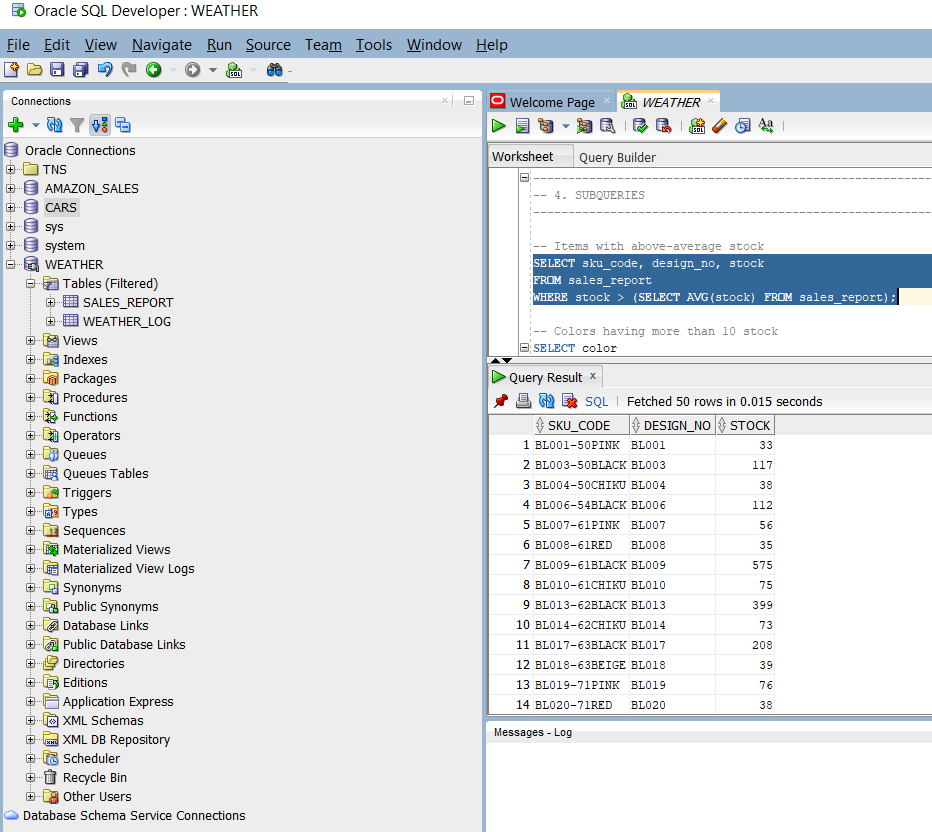 Oracle SQL Developer : WEATHER
File Edit View Navigate Run Source Team Tools Window Help
Connections
Oracle Connections
TNS
AMAZON_SALES
CARS
sys
system
WEATHER
Tables (Filtered)
SALES_REPORT
WEATHER_LOG
Views
Indexes
Packages
Procedures
Functions
Operators
Queues
Queues Tables
Triggers
Types
Sequences
Materialized Views
Materialized View Logs
Synonyms
Public Synonyms
Database Links
Public Database Links
Directories
Editions
Application Express
XML Schemas
XML DB Repository
Scheduler
Recycle Bin
Other Users
Database Schema Service Connections
Welcome Page WEATHER
Worksheet Query Builder
-- 4. SUBQUERIES
-- Items with above-average stock
SELECT sku_code, design_no, stock
FROM sales_report
WHERE stock > (SELECT AVG(stock) FROM sales_report);
-- Colors having more than 10 stock
SELECT color
Query Result
SQL | Fetched 50 rows in 0.015 seconds
SKU_CODE DESIGN_NO STOCK
1 BL001-50PINK BL001 33
2 BL003-50BLACK BL003 117
3 BL004-50CHIKU BL004 38
4 BL006-54BLACK BL006 112
5 BL007-61PINK BL007 56
6 BL008-61RED BL008 35
7 BL009-61BLACK BL009 575
8 BL010-61CHIKU BL010 75
9 BL013-62BLACK BL013 399
10 BL014-62CHIKU BL014 73
11 BL017-63BLACK BL017 208
12 BL018-63BEIGE BL018 39
13 BL019-71PINK BL019 76
14 BL020-71RED BL020 38
Messages - Log